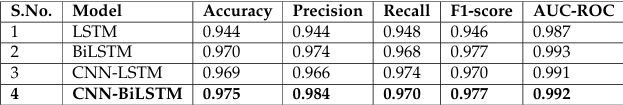 S.No. Model Accuracy Precision Recall F1-score AUC-ROC
1 LSTM 0.944 0.944 0.948 0.946 0.987
2 BiLSTM 0.970 0.974 0.968 0.977 0.993
3 CNN-LSTM 0.969 0.966 0.974 0.970 0.991
4 CNN-BiLSTM 0.975 0.984 0.970 0.977 0.992